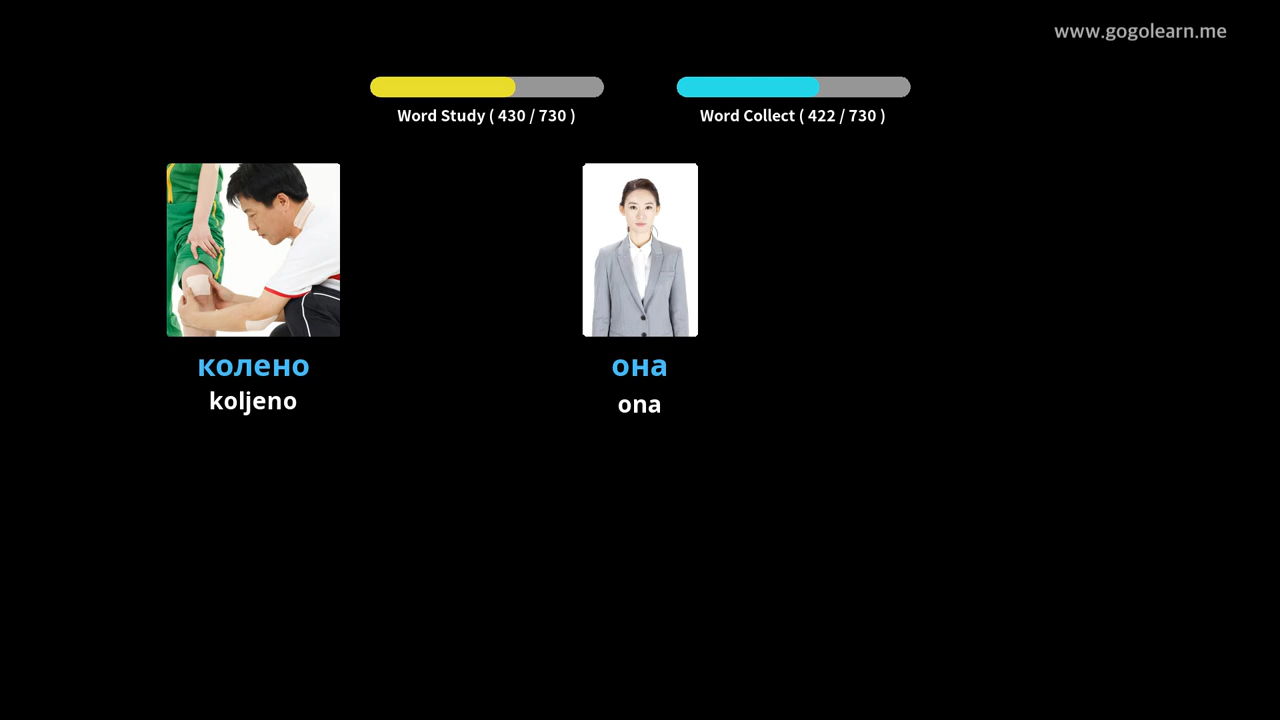 www.gogolearn.me
Word Study ( 430 / 730 )
Word Collect ( 422 / 730 )
колено
koljeno
она
ona